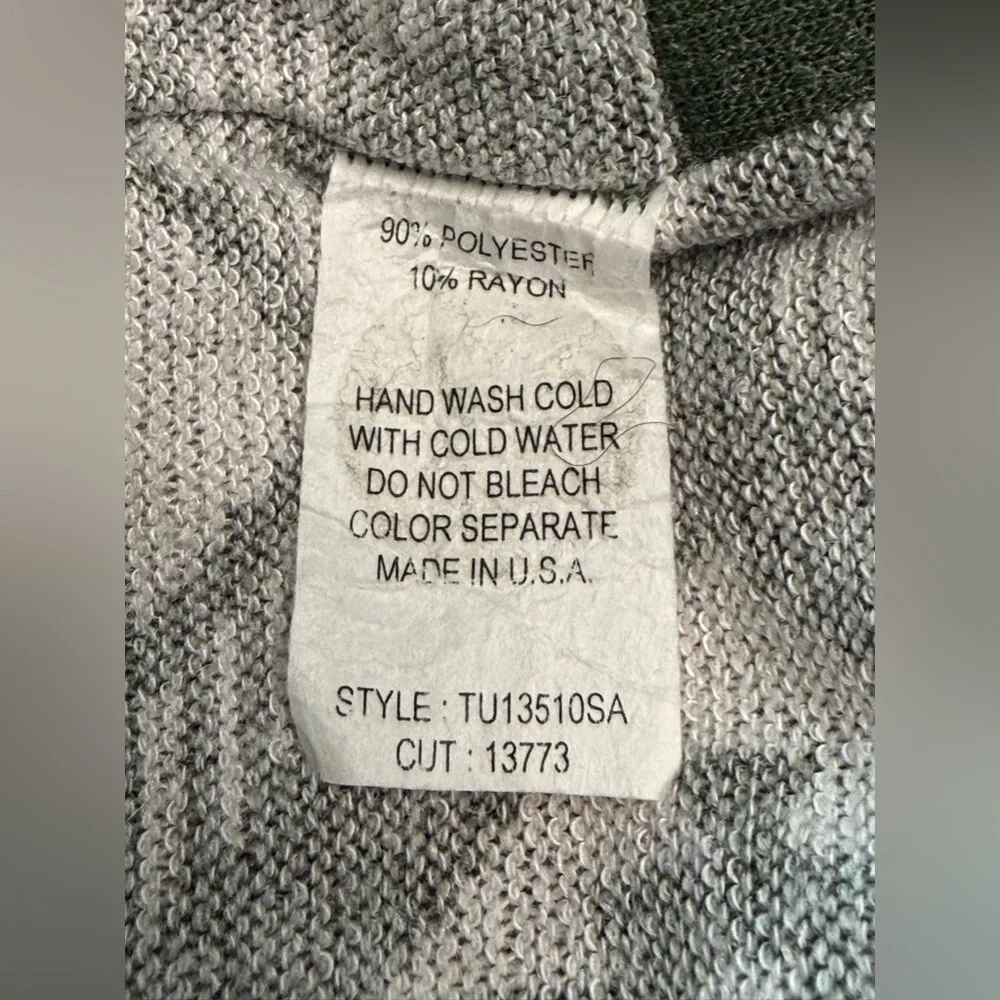 90% POLYESTER
10% RAYON
HAND WASH COLD
WITH COLD WATER
DO NOT BLEACH
COLOR SEPARATE
MADE IN U.S.A.
STYLE : TU13510SA
CUT : 13773